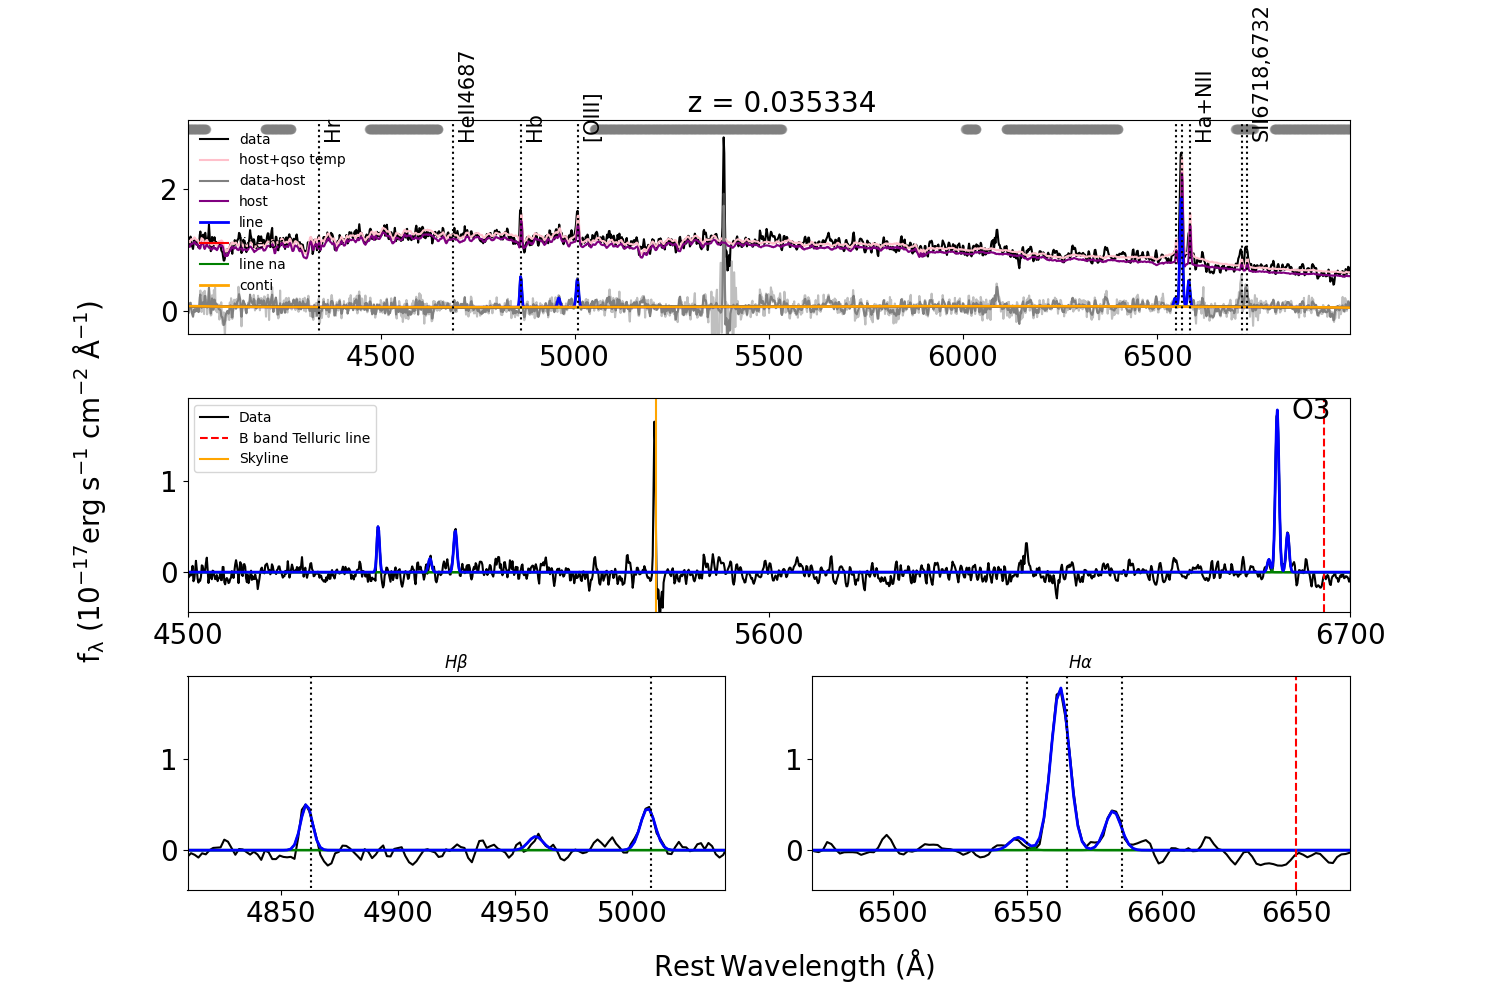 z = 0.035334
Hr
HeII4687
Hb
[OIII]
Ha+NII
SII6718,6732
data
host+qso temp
data-host
host
line
line na
conti
2
0
4500 5000 5500 6000 6500
Data
B band Telluric line
Skyline
O3
1
0
4500 5600 6700
fλ (10−17erg s−1 cm−2 Å−1)
Hβ
Hα
1
0
4850 4900 4950 5000
1
0
6500 6550 6600 6650
Rest Wavelength (Å)